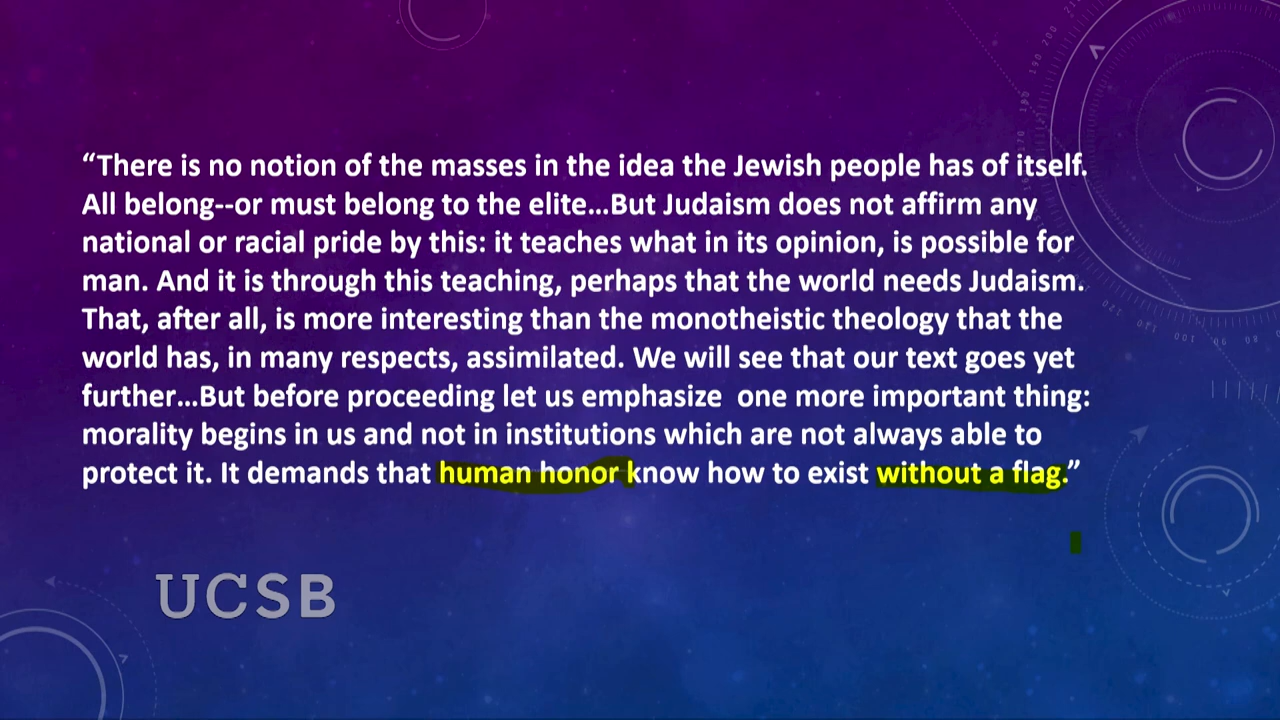 “There is no notion of the masses in the idea the Jewish people has of itself.
All belong--or must belong to the elite…But Judaism does not affirm any
national or racial pride by this: it teaches what in its opinion, is possible for
man. And it is through this teaching, perhaps that the world needs Judaism.
That, after all, is more interesting than the monotheistic theology that the
world has, in many respects, assimilated. We will see that our text goes yet
further…But before proceeding let us emphasize  one more important thing:
morality begins in us and not in institutions which are not always able to
protect it. It demands that human honor know how to exist without a flag.”
UCSB